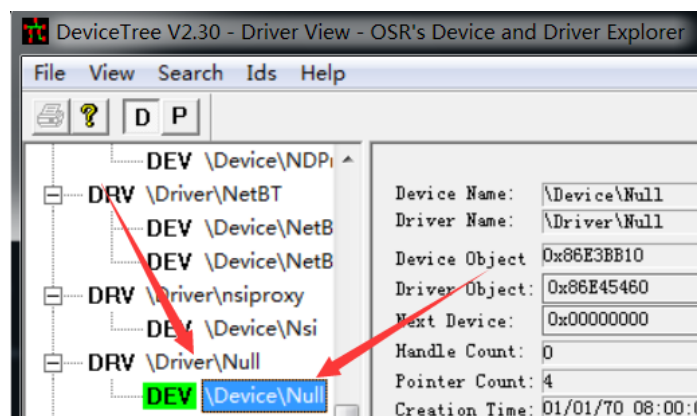 DeviceTree V2.30 - Driver View - OSR's Device and Driver Explorer
File View Search Ids Help
D P
DEV \Device\NDP
DRV \Driver\NetBT
DEV \Device\NetB
DEV \Device\NetB
DRV \Driver\nsiproxy
DEV \Device\Nsi
DRV \Driver\Null
DEV \Device\Null
Device Name: \Device\Null
Driver Name: \Driver\Null
Device Object 0x86E3BB10
Driver Object: 0x86E45460
Next Device: 0x00000000
Handle Count: 0
Pointer Count: 4
Creation Time: 01/01/70 08:00: